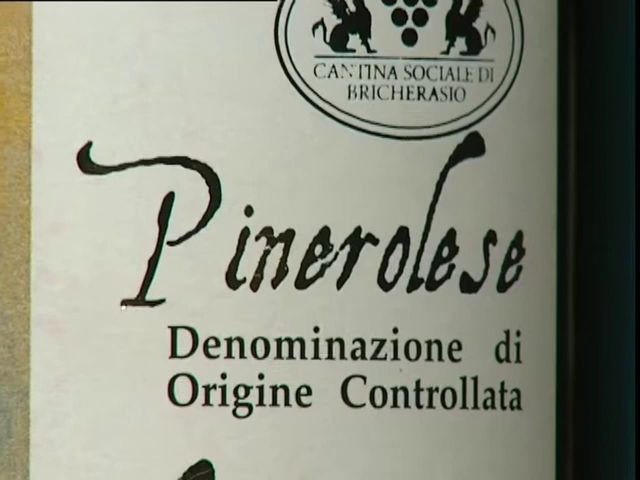 CANTINA SOCIALE DI
BRICHERASIO
Pinerolese
Denominazione di
Origine Controllata